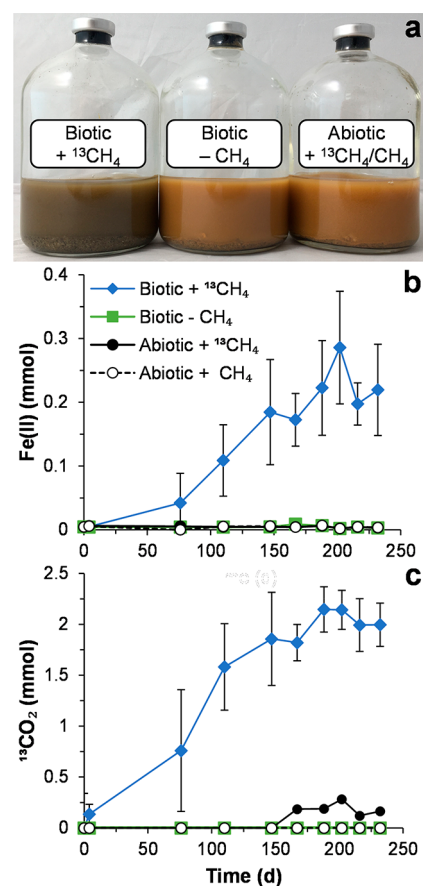 a
Biotic
+ ¹³CH₄
Biotic
– CH₄
Abiotic
+ ¹³CH₄/CH₄
b
0.4
0.3
0.2
0.1
0
Fe(II) (mmol)
Biotic + ¹³CH₄
Biotic - CH₄
Abiotic + ¹³CH₄
Abiotic + CH₄
0 50 100 150 200 250
c
2.5
2
1.5
1
0.5
0
¹³CO₂ (mmol)
0 50 100 150 200 250
Time (d)